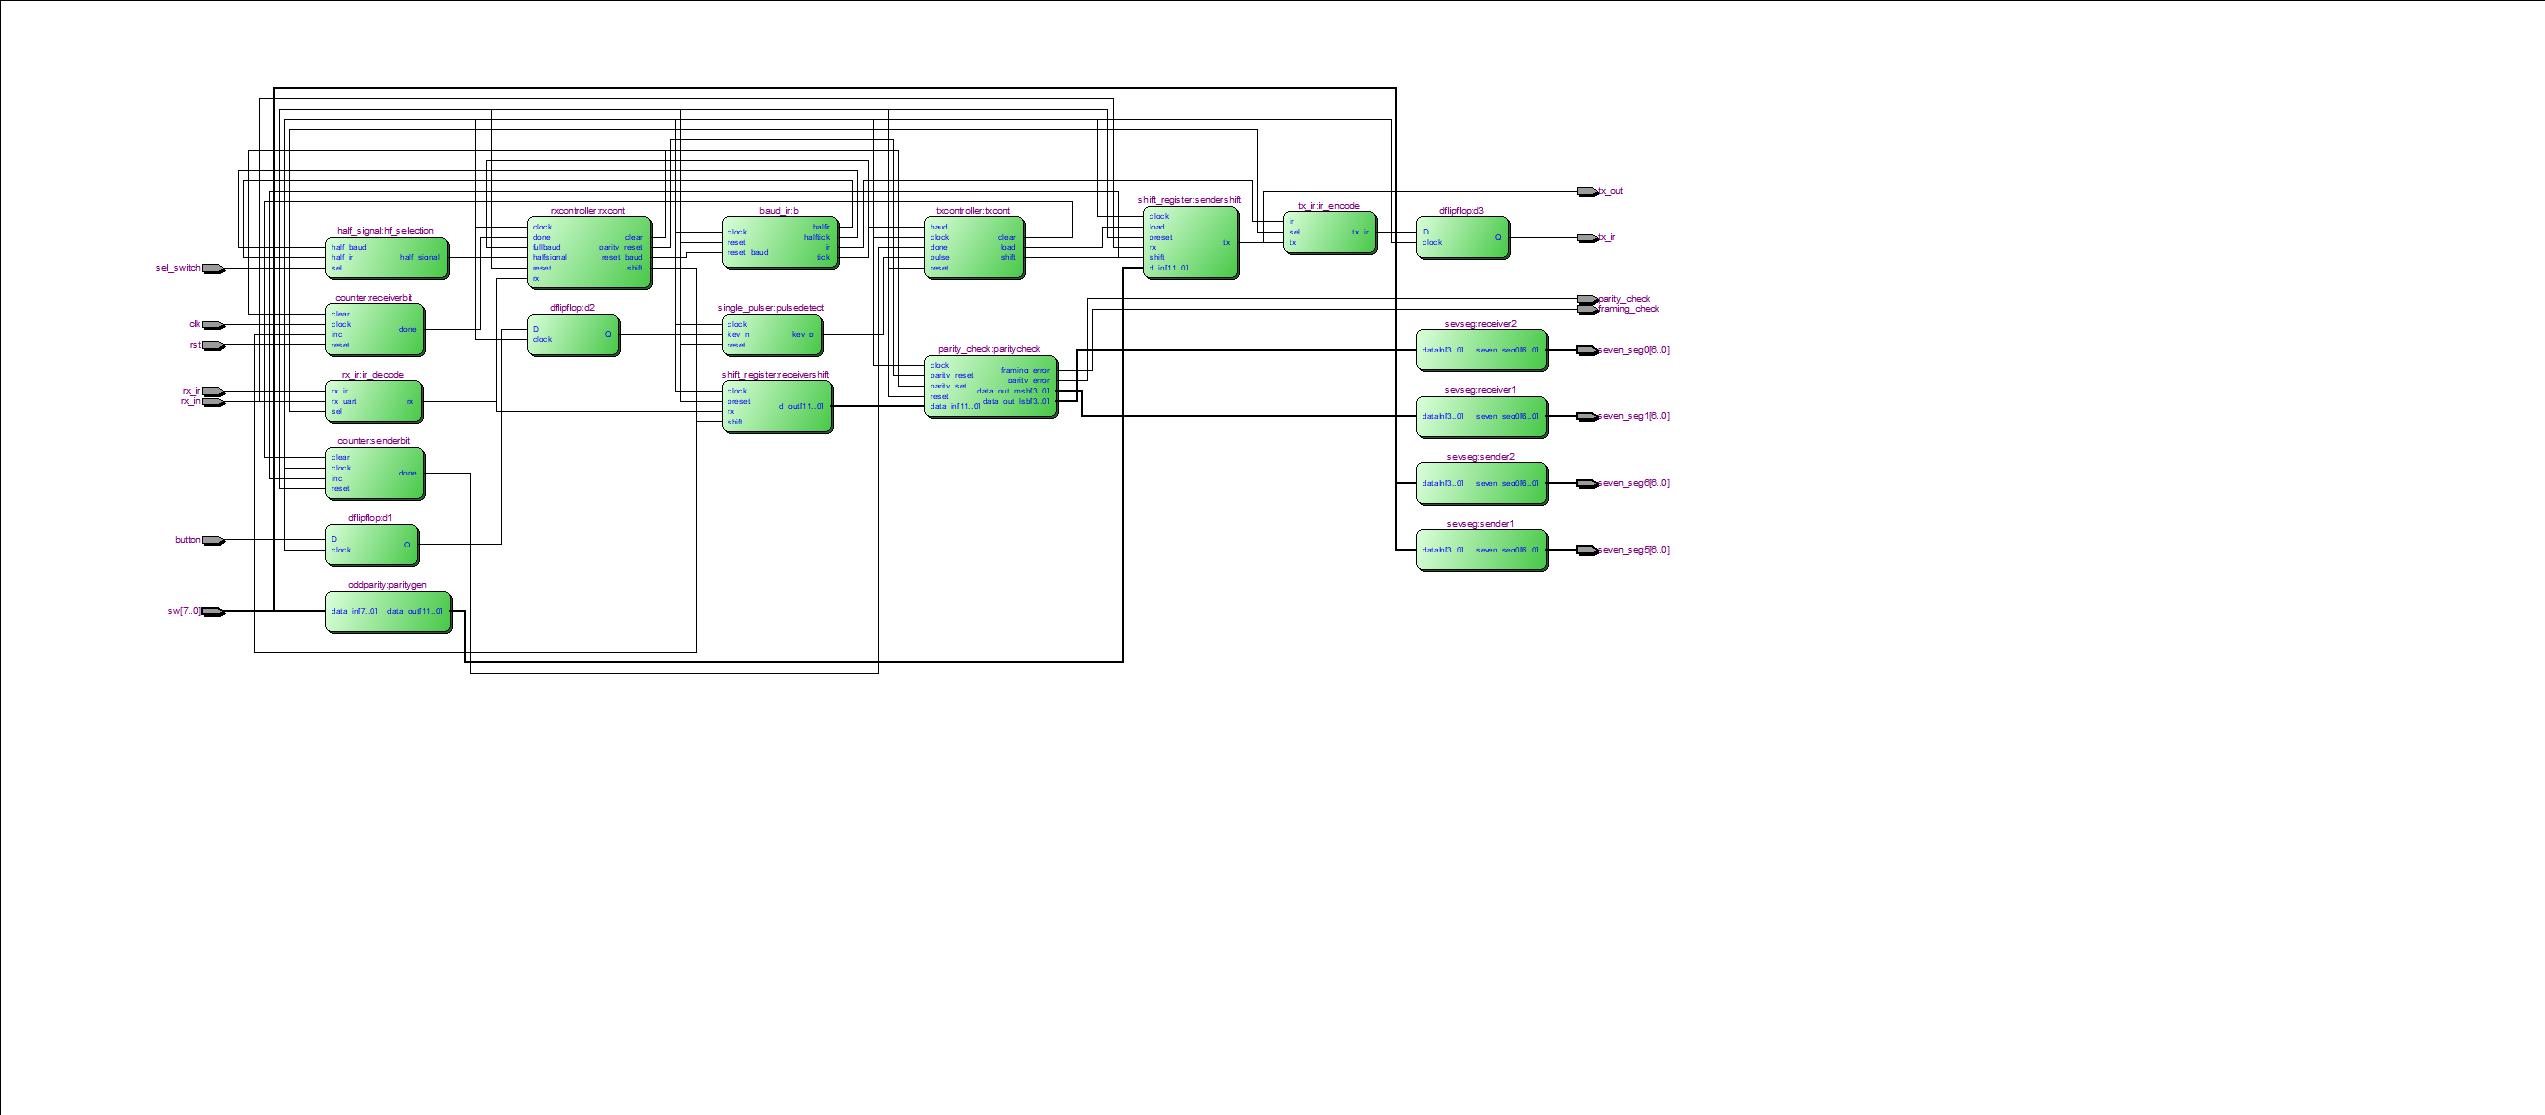 sel_switch
clk
rst
rx_ir
rx_in
button
sw[7..0]
half_signal:hf_selection
half_baud
half_ir
sel
half_signal
counter:receiverbit
clear
clock
inc
reset
done
rx_ir:ir_decode
rx_ir
rx_uart
sel
rx
counter:senderbit
clear
clock
inc
reset
done
dflipflop:d1
D
clock
Q
oddparity:paritygen
data_in[7..0]
data_out[11..0]
rxcontroller:rxcont
clock
done
fullbaud
halfsignal
reset
rx
clear
parity_reset
reset_baud
shift
dflipflop:d2
D
clock
Q
baud_ir:b
clock
reset
reset_baud
halfir
halftick
ir
tick
single_pulser:pulsedetect
clock
key_n
reset
key_p
shift_register:receivershift
clock
preset
rx
shift
d_out[11..0]
txcontroller:txcont
baud
clock
done
pulse
reset
clear
load
shift
parity_check:paritycheck
clock
parity_reset
parity_set
reset
data_in[11..0]
framing_error
parity_error
data_out_msb[3..0]
data_out_lsb[3..0]
shift_register:sendershift
clock
load
preset
rx
shift
d_in[11..0]
tx
tx_ir:ir_encode
ir
sel
tx
tx_ir
dflipflop:d3
D
clock
Q
sevseg:receiver2
dataIn[3..0]
seven_seg0[6..0]
sevseg:receiver1
dataIn[3..0]
seven_seg0[6..0]
sevseg:sender2
dataIn[3..0]
seven_seg0[6..0]
sevseg:sender1
dataIn[3..0]
seven_seg0[6..0]
tx_out
tx_ir
parity_check
framing_check
seven_seg0[6..0]
seven_seg1[6..0]
seven_seg6[6..0]
seven_seg5[6..0]